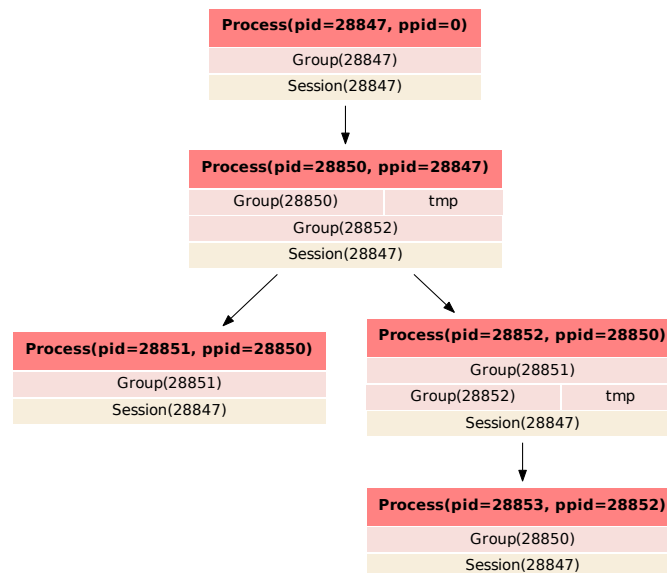 Process(pid=28847, ppid=0)
Group(28847)
Session(28847)
Process(pid=28850, ppid=28847)
Group(28850) tmp
Group(28852)
Session(28847)
Process(pid=28851, ppid=28850)
Group(28851)
Session(28847)
Process(pid=28852, ppid=28850)
Group(28851)
Group(28852) tmp
Session(28847)
Process(pid=28853, ppid=28852)
Group(28850)
Session(28847)